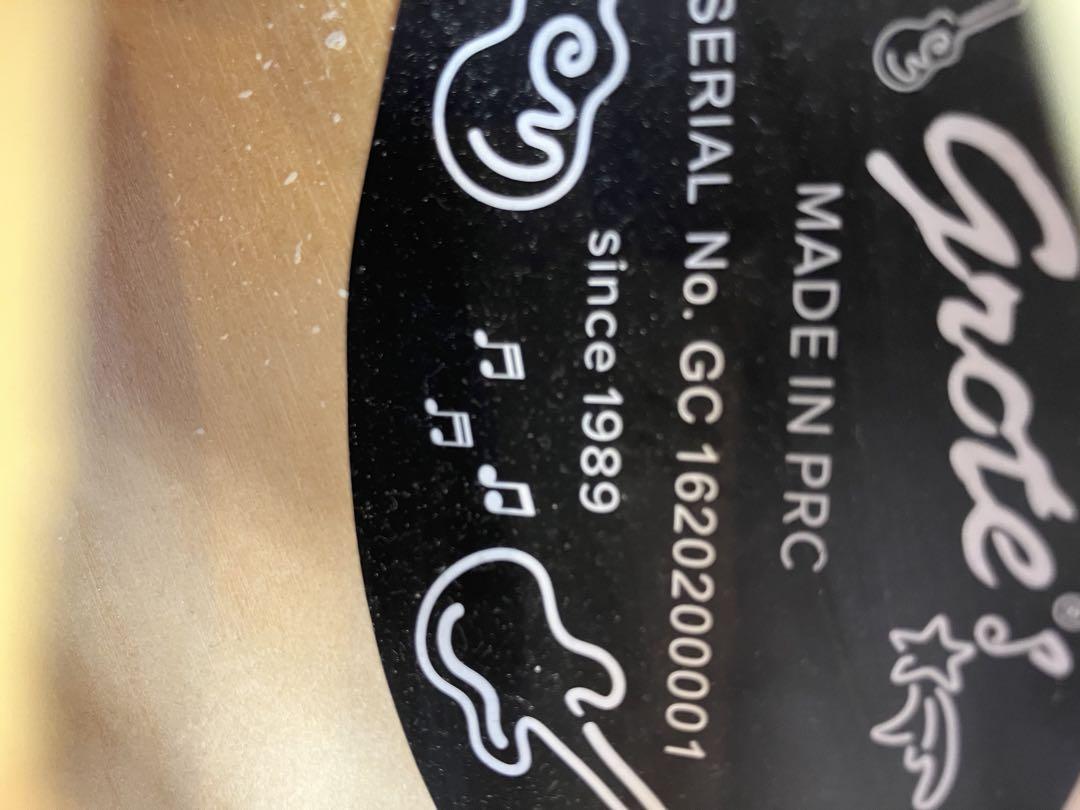 Grote®
MADE IN PRC
SERIAL No. GC 1620200001
since 1989